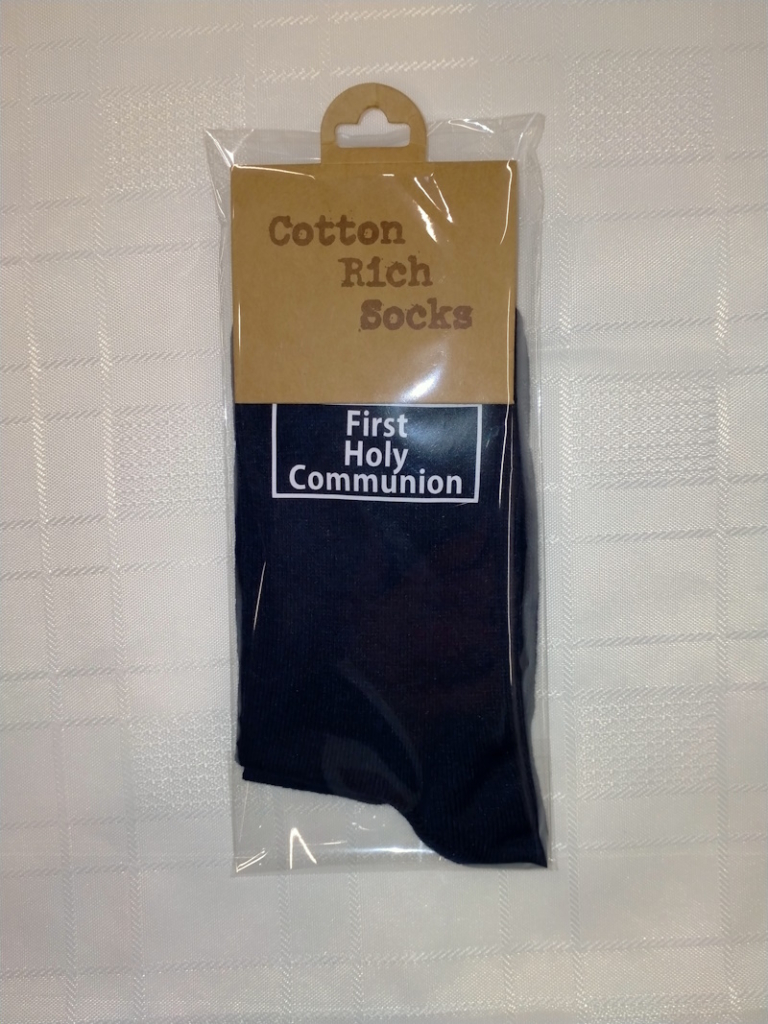 Cotton
Rich
Socks
First
Holy
Communion